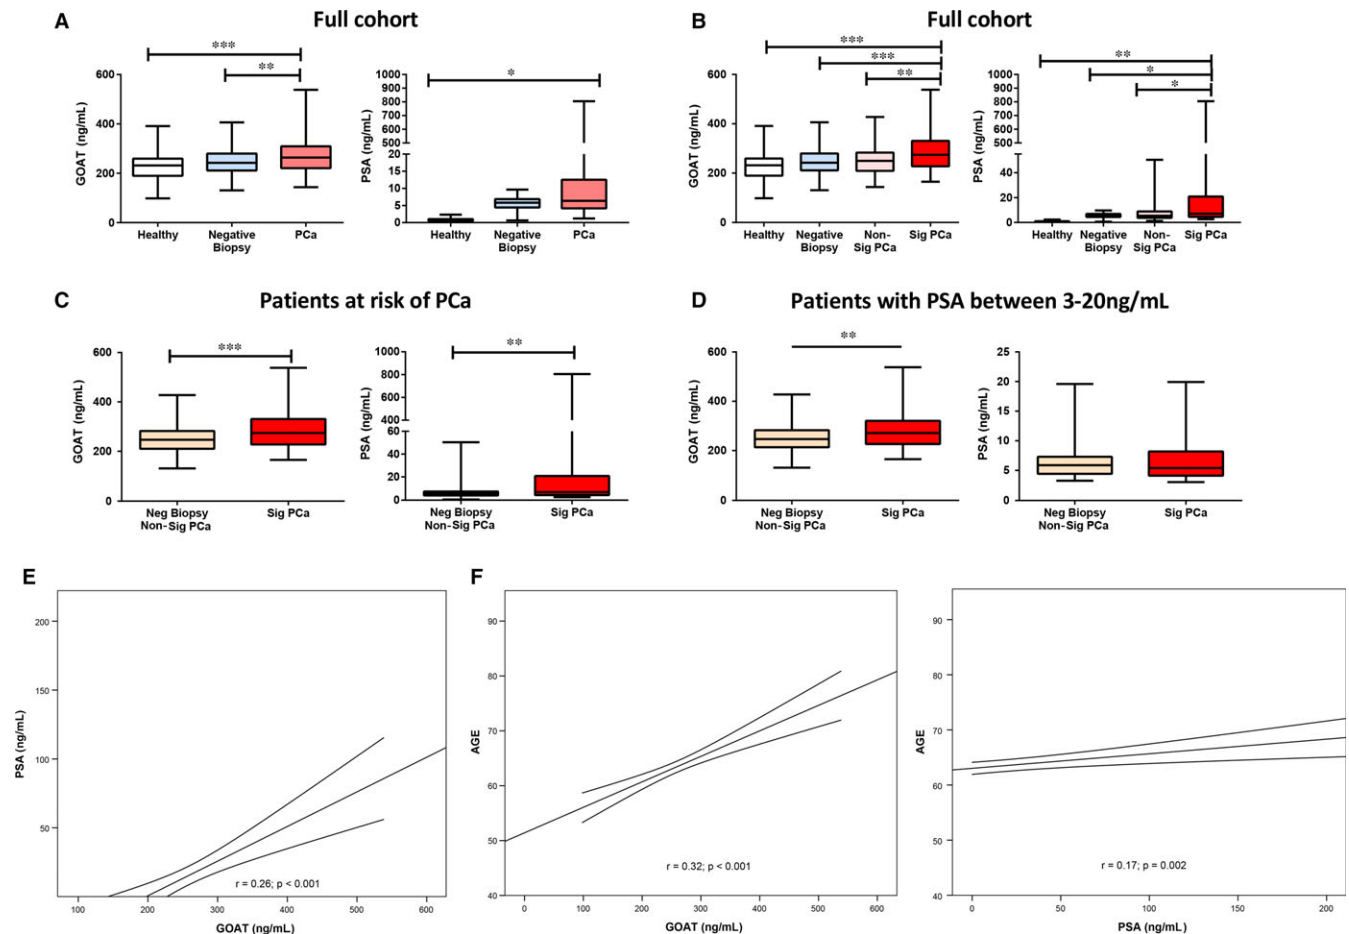 A
Full cohort
B
Full cohort
***
**
600
400
200
0
GOAT (ng/mL)
Healthy
Negative
Biopsy
PCa
*
1000
900
800
700
600
500
20
15
10
5
0
PSA (ng/mL)
Healthy
Negative
Biopsy
PCa
***
***
**
600
400
200
0
GOAT (ng/mL)
Healthy
Negative
Biopsy
Non-
Sig PCa
Sig PCa
**
*
*
1000
900
800
700
600
500
40
20
0
PSA (ng/mL)
Healthy
Negative
Biopsy
Non-
Sig PCa
Sig PCa
C
Patients at risk of PCa
D
Patients with PSA between 3-20ng/mL
***
600
400
200
0
GOAT (ng/mL)
Neg Biopsy
Non-Sig PCa
Sig PCa
**
1000
800
600
400
60
40
20
0
PSA (ng/mL)
Neg Biopsy
Non-Sig PCa
Sig PCa
**
600
400
200
0
GOAT (ng/mL)
Neg Biopsy
Non-Sig PCa
Sig PCa
25
20
15
10
5
0
PSA (ng/mL)
Neg Biopsy
Non-Sig PCa
Sig PCa
E
200
150
100
50
PSA (ng/mL)
r = 0.26; p < 0.001
100 200 300 400 500 600
GOAT (ng/mL)
F
90
80
70
60
50
40
AGE
r = 0.32; p < 0.001
0 100 200 300 400 500 600
GOAT (ng/mL)
90
80
70
60
50
40
AGE
r = 0.17; p = 0.002
0 50 100 150 200
PSA (ng/mL)